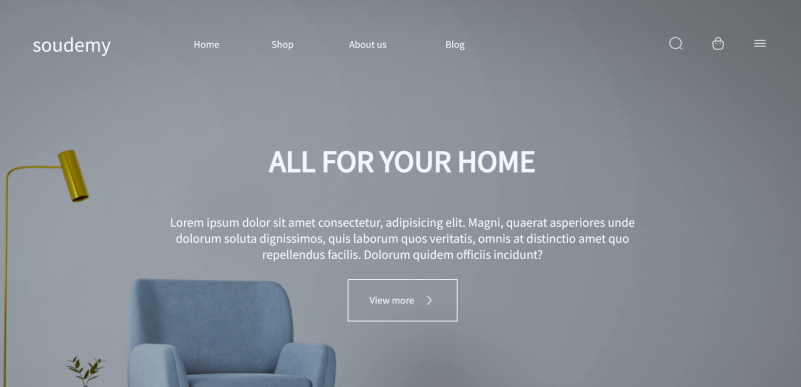 soudemy
Home
Shop
About us
Blog
ALL FOR YOUR HOME
Lorem ipsum dolor sit amet consectetur, adipisicing elit. Magni, quaerat asperiores unde
dolorum soluta dignissimos, quis laborum quos veritatis, omnis at distinctio amet quo
repellendus facilis. Dolorum quidem officiis incidunt?
View more